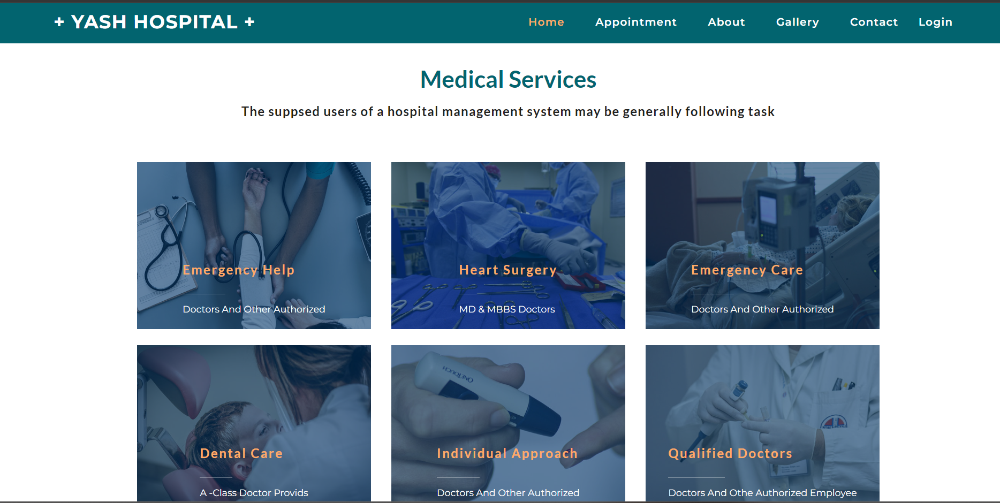 + YASH HOSPITAL +
Home Appointment About Gallery Contact Login
Medical Services
The suppsed users of a hospital management system may be generally following task
Emergency Help
Doctors And Other Authorized
Heart Surgery
MD & MBBS Doctors
Emergency Care
Doctors And Other Authorized
Dental Care
A -Class Doctor Provids
ONETOUCH
Individual Approach
Doctors And Other Authorized
Qualified Doctors
Doctors And Othe Authorized Employee